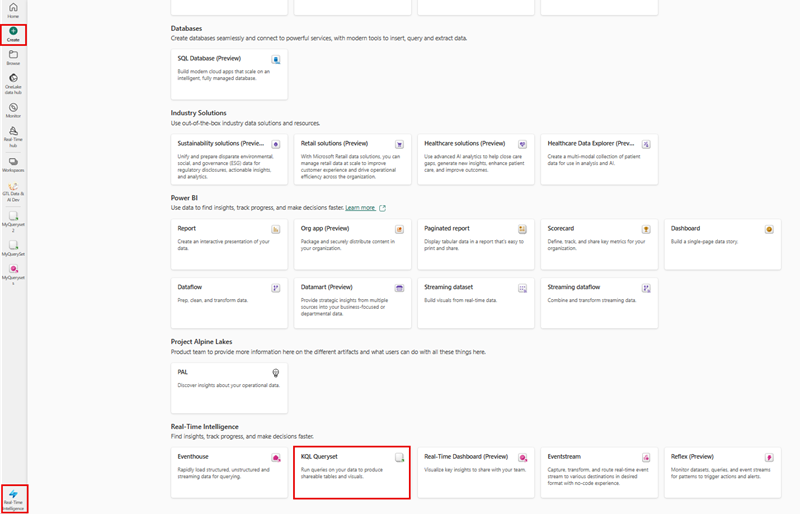 Home
Create
Browse
OneLake
data hub
Monitor
Real-Time
hub
Workspaces
GTL Data &
AI Dev
MyQueryset
2
MyQuerySet
MyQueryset
Real-Time
Intelligence
Databases
Create databases seamlessly and connect to powerful services, with modern tools to insert, query and extract data.
SQL Database (Preview)
Build modern cloud apps that scale on an
intelligent, fully managed database.
Industry Solutions
Use out-of-the-box industry data solutions and resources.
Sustainability solutions (Previe...
Unify and prepare disparate environmental,
social, and governance (ESG) data for
regulatory disclosures, actionable insights
and analytics.
Retail solutions (Preview)
With Microsoft Retail data solutions, you can
manage retail data at scale to improve
customer experience and drive operational
efficiency across the organization.
Healthcare solutions (Preview)
Use advanced AI analytics to help close care
gaps, generate new insights, enhance patient
care, and improve outcomes.
Healthcare Data Explorer (Prev...
Create a multi-modal collection of patient
data for use in analysis and AI.
Power BI
Use data to find insights, track progress, and make decisions faster. Learn more
Report
Create an interactive presentation of your
data.
Org app (Preview)
Package and securely distribute content in
your organization.
Paginated report
Display tabular data in a report that's easy to
print and share.
Scorecard
Define, track, and share key metrics for your
organization.
Dashboard
Build a single-page data story.
Dataflow
Prep, clean, and transform data.
Datamart (Preview)
Provide strategic insights from multiple
sources into your business-focused or
departmental data.
Streaming dataset
Build visuals from real-time data.
Streaming dataflow
Combine and transform streaming data.
Project Alpine Lakes
Product team to provide more information here on the different artifacts and what users can do with all these things here.
PAL
Discover insights about your operational data.
Real-Time Intelligence
Find insights, track progress, and make decisions faster.
Eventhouse
Rapidly load structured, unstructured and
streaming data for querying.
KQL Queryset
Run queries on your data to produce
shareable tables and visuals.
Real-Time Dashboard (Preview)
Visualize key insights to share with your team.
Eventstream
Capture, transform, and route real-time event
stream to various destinations in desired
format with no-code experience.
Reflex (Preview)
Monitor datasets, queries, and event streams
for patterns to trigger actions and alerts.